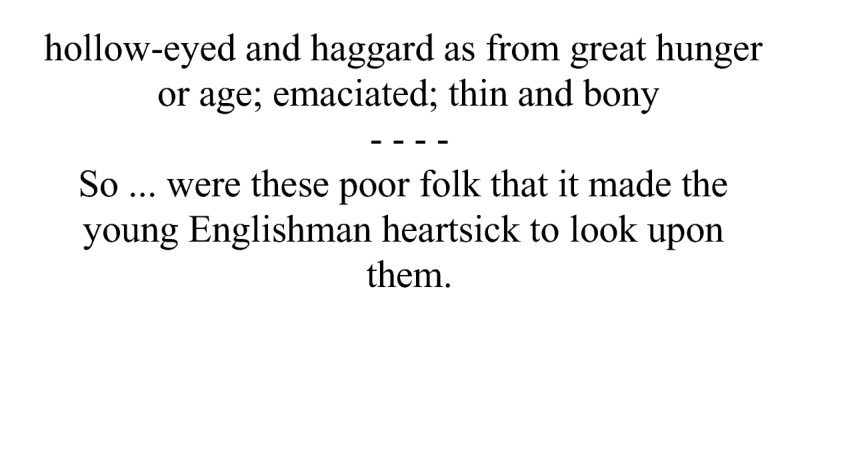 hollow-eyed and haggard as from great hunger
or age; emaciated; thin and bony
- - - -
So ... were these poor folk that it made the
young Englishman heartsick to look upon
them.